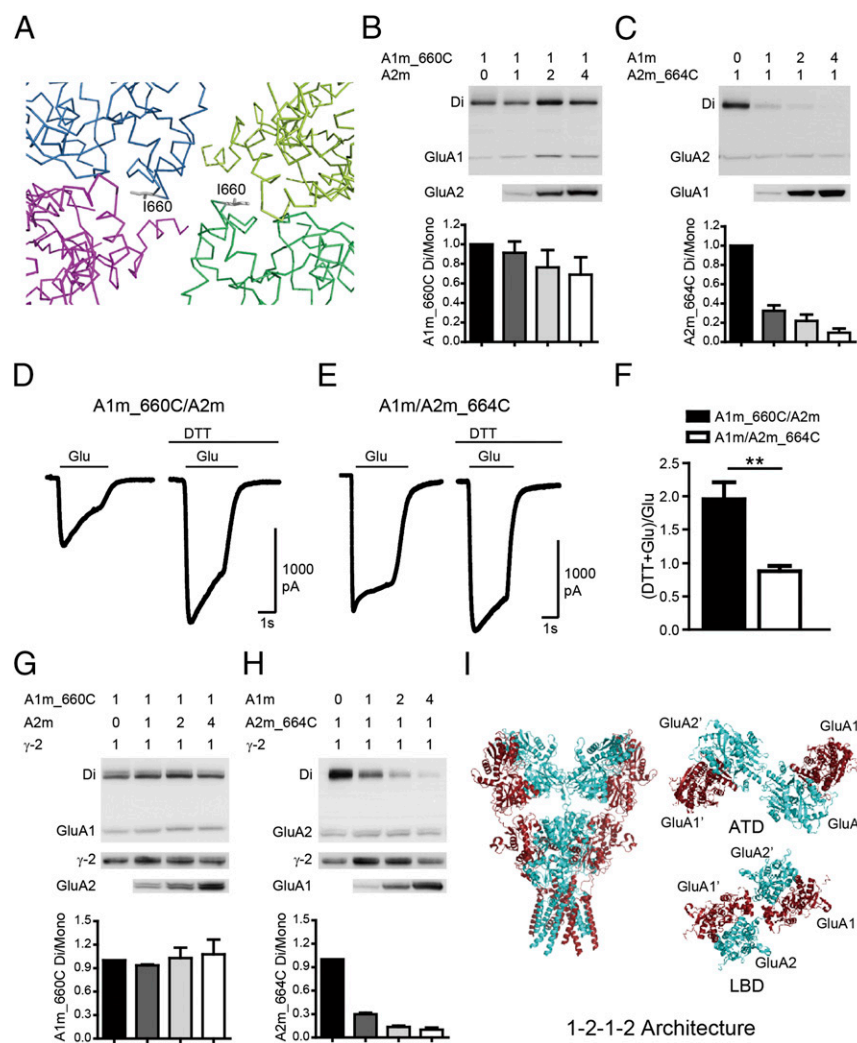 A
I660
I660
B
A1m_660C 1 1 1 1
A2m 0 1 2 4
Di
GluA1
GluA2
A1m_660C Di/Mono
1.2
1.0
0.8
0.6
0.4
0.2
0.0
C
A1m 0 1 2 4
A2m_664C 1 1 1 1
Di
GluA2
GluA1
A2m_664C Di/Mono
1.2
1.0
0.8
0.6
0.4
0.2
0.0
D
A1m_660C/A2m
DTT
Glu Glu
1000
pA
1s
E
A1m/A2m_664C
DTT
Glu Glu
1000
pA
1s
F
A1m_660C/A2m
A1m/A2m_664C
(DTT+Glu)/Glu
2.5
2.0
1.5
1.0
0.5
0.0
**
G
A1m_660C 1 1 1 1
A2m 0 1 2 4
γ-2 1 1 1 1
Di
GluA1
γ-2
GluA2
A1m_660C Di/Mono
1.5
1.2
0.9
0.6
0.3
0.0
H
A1m 0 1 2 4
A2m_664C 1 1 1 1
γ-2 1 1 1 1
Di
GluA2
γ-2
GluA1
A2m_664C Di/Mono
1.5
1.2
0.9
0.6
0.3
0.0
I
GluA2'
GluA1
GluA1'
ATD
GluA2'
GluA1'
GluA1
GluA2
LBD
1-2-1-2 Architecture